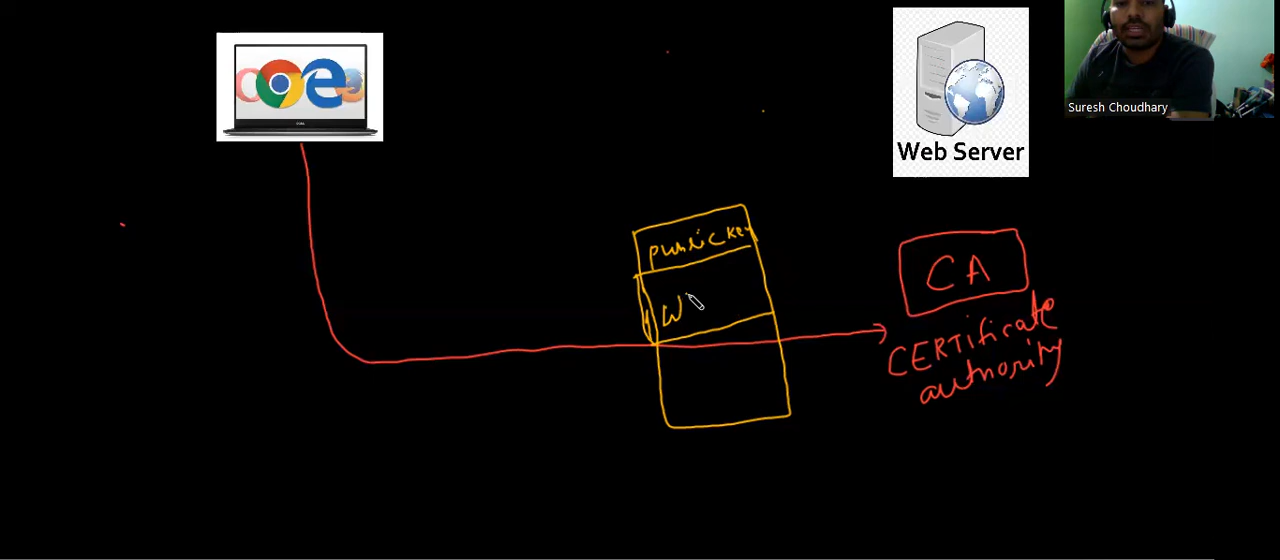 Web Server
Suresh Choudhary
public key
W
CA
CERTificate
authority